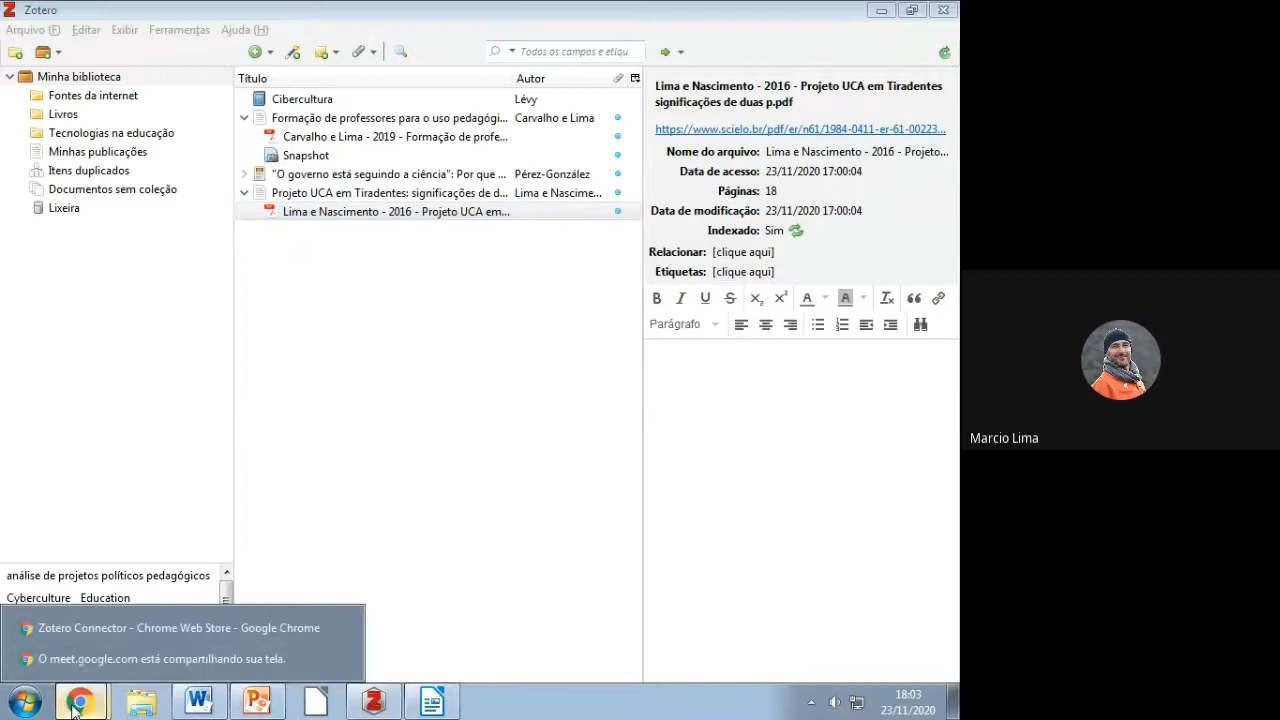 Zotero
Arquivo (F) Editar Exibir Ferramentas Ajuda (H)
Todos os campos e etiqu
Minha biblioteca
Fontes da internet
Livros
Tecnologias na educação
Minhas publicações
Itens duplicados
Documentos sem coleção
Lixeira
Título Autor
Cibercultura Lévy
Formação de professores para o uso pedagógi... Carvalho e Lima
Carvalho e Lima - 2019 - Formação de profe...
Snapshot
"O governo está seguindo a ciência": Por que ... Pérez-González
Projeto UCA em Tiradentes: significações de d... Lima e Nascime...
Lima e Nascimento - 2016 - Projeto UCA em...
Lima e Nascimento - 2016 - Projeto UCA em Tiradentes
significações de duas p.pdf
https://www.scielo.br/pdf/er/n61/1984-0411-er-61-00223...
Nome do arquivo: Lima e Nascimento - 2016 - Projeto...
Data de acesso: 23/11/2020 17:00:04
Páginas: 18
Data de modificação: 23/11/2020 17:00:04
Indexado: Sim
Relacionar: [clique aqui]
Etiquetas: [clique aqui]
Parágrafo
análise de projetos políticos pedagógicos
Cyberculture Education
Zotero Connector - Chrome Web Store - Google Chrome
O meet.google.com está compartilhando sua tela.
18:03
23/11/2020
Marcio Lima